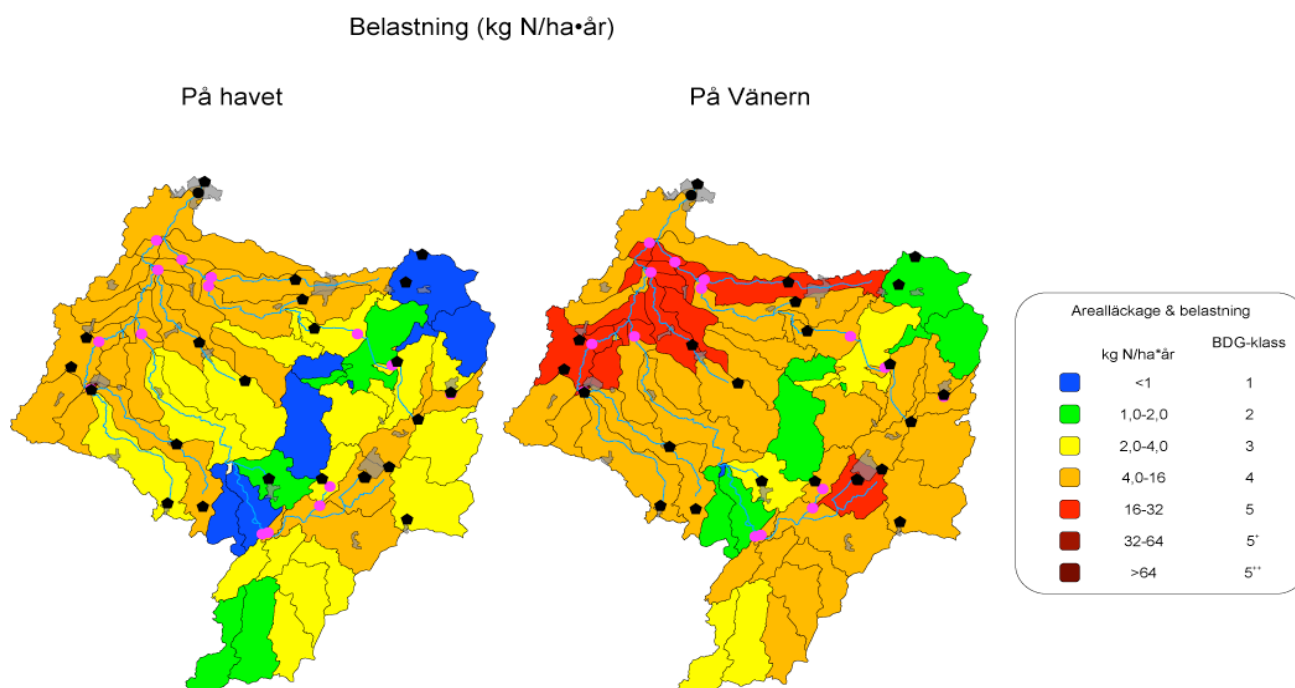 Belastning (kg N/ha•år)
På havet
På Vänern
Arealläckage & belastning
kg N/ha*år BDG-klass
<1 1
1,0-2,0 2
2,0-4,0 3
4,0-16 4
16-32 5
32-64 5+
>64 5++